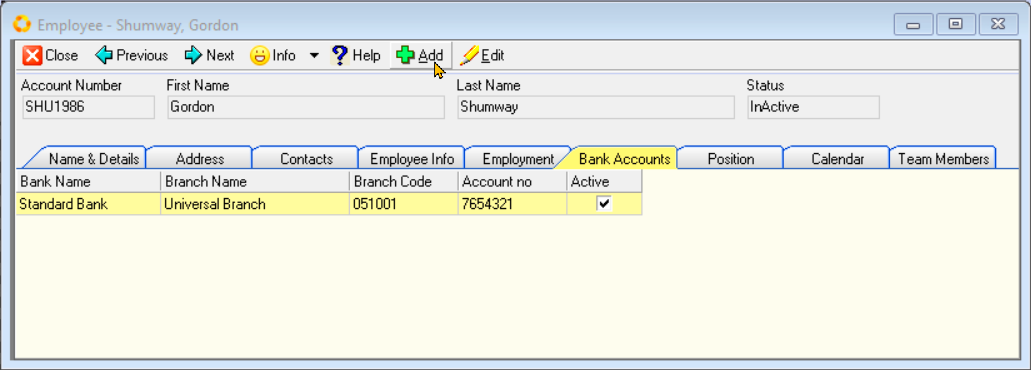 Employee - Shumway, Gordon
Close Previous Next Info Help Add Edit
Account Number First Name Last Name Status
SHU1986 Gordon Shumway InActive
Name & Details Address Contacts Employee Info Employment Bank Accounts Position Calendar Team Members
Bank Name Branch Name Branch Code Account no Active
Standard Bank Universal Branch 051001 7654321